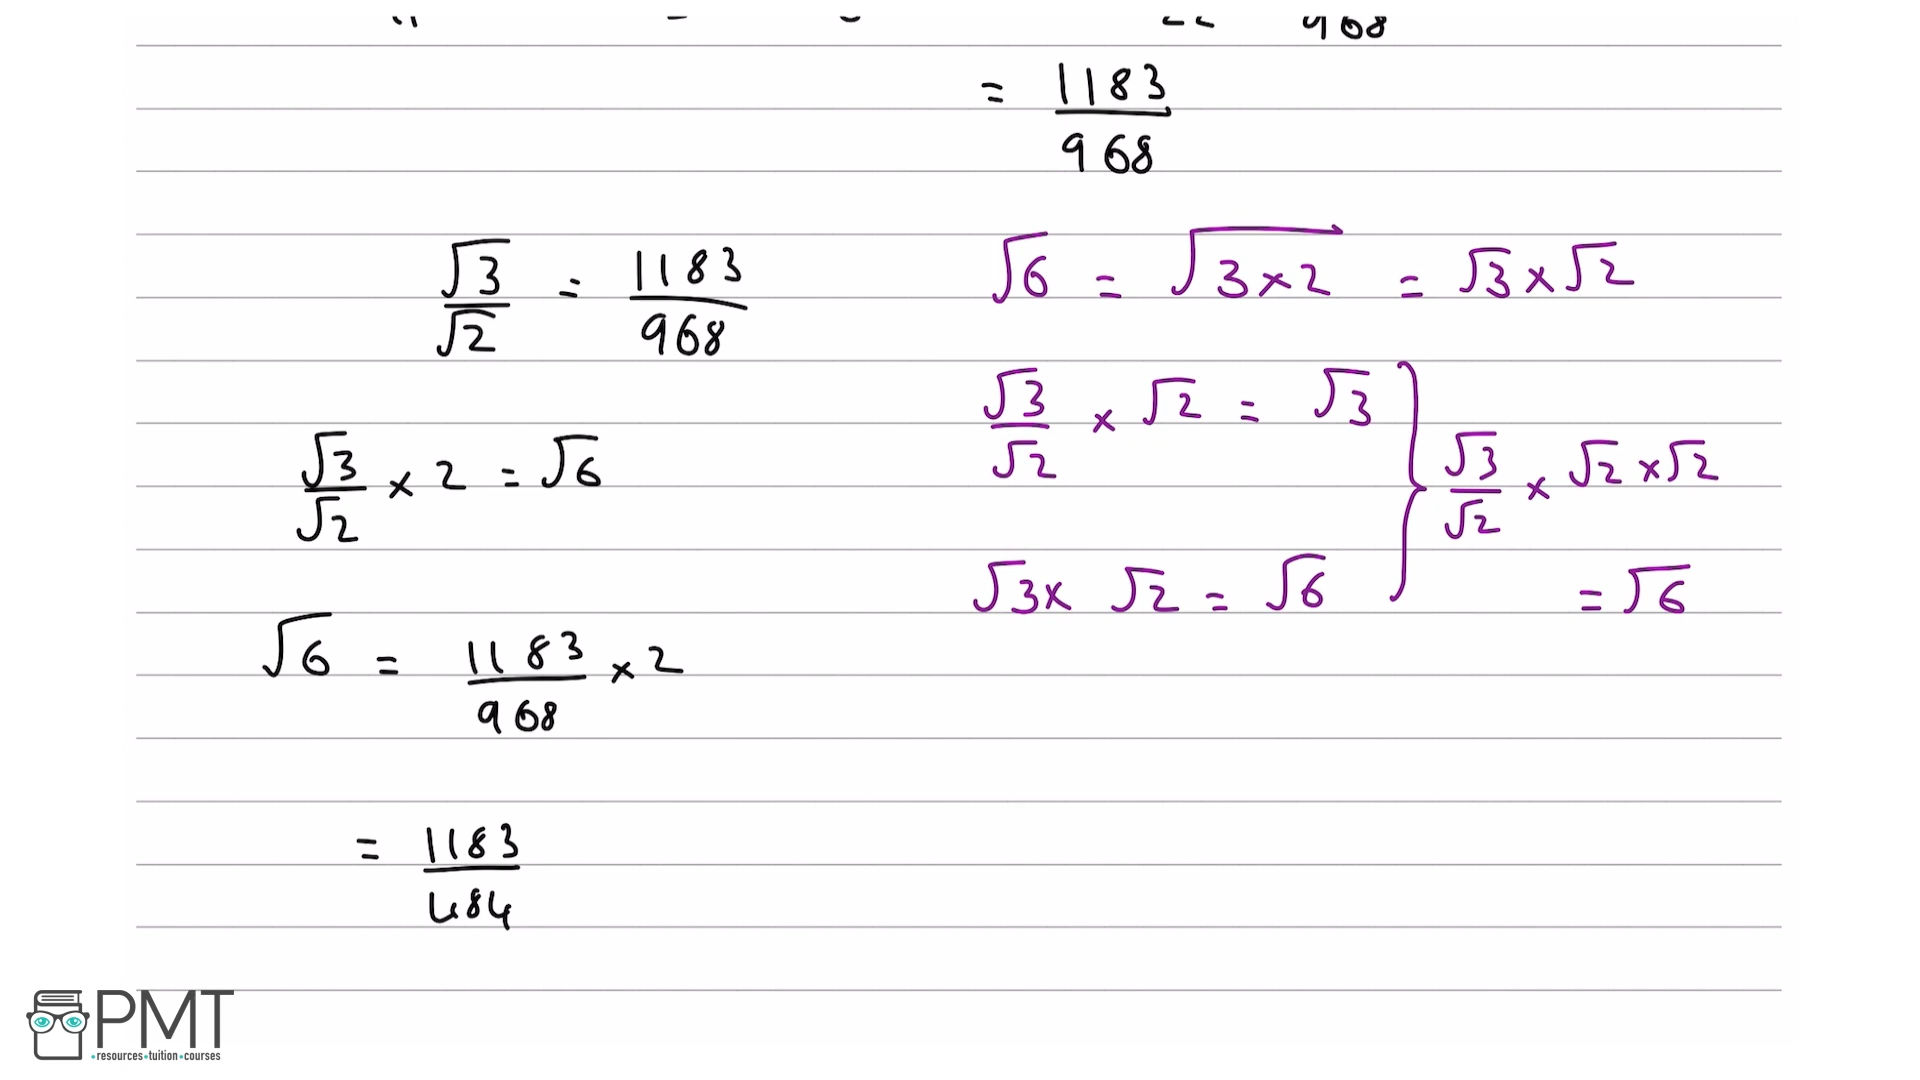 968
= 1183/968
√3/√2 = 1183/968
√6 = √3×2 = √3 × √2
√3/√2 × √2 = √3
√3/√2 × 2 = √6
√3/√2 × √2 × √2
√3 × √2 = √6
= √6
√6 = 1183/968 × 2
= 1183/484
PMT
•resources•tuition•courses